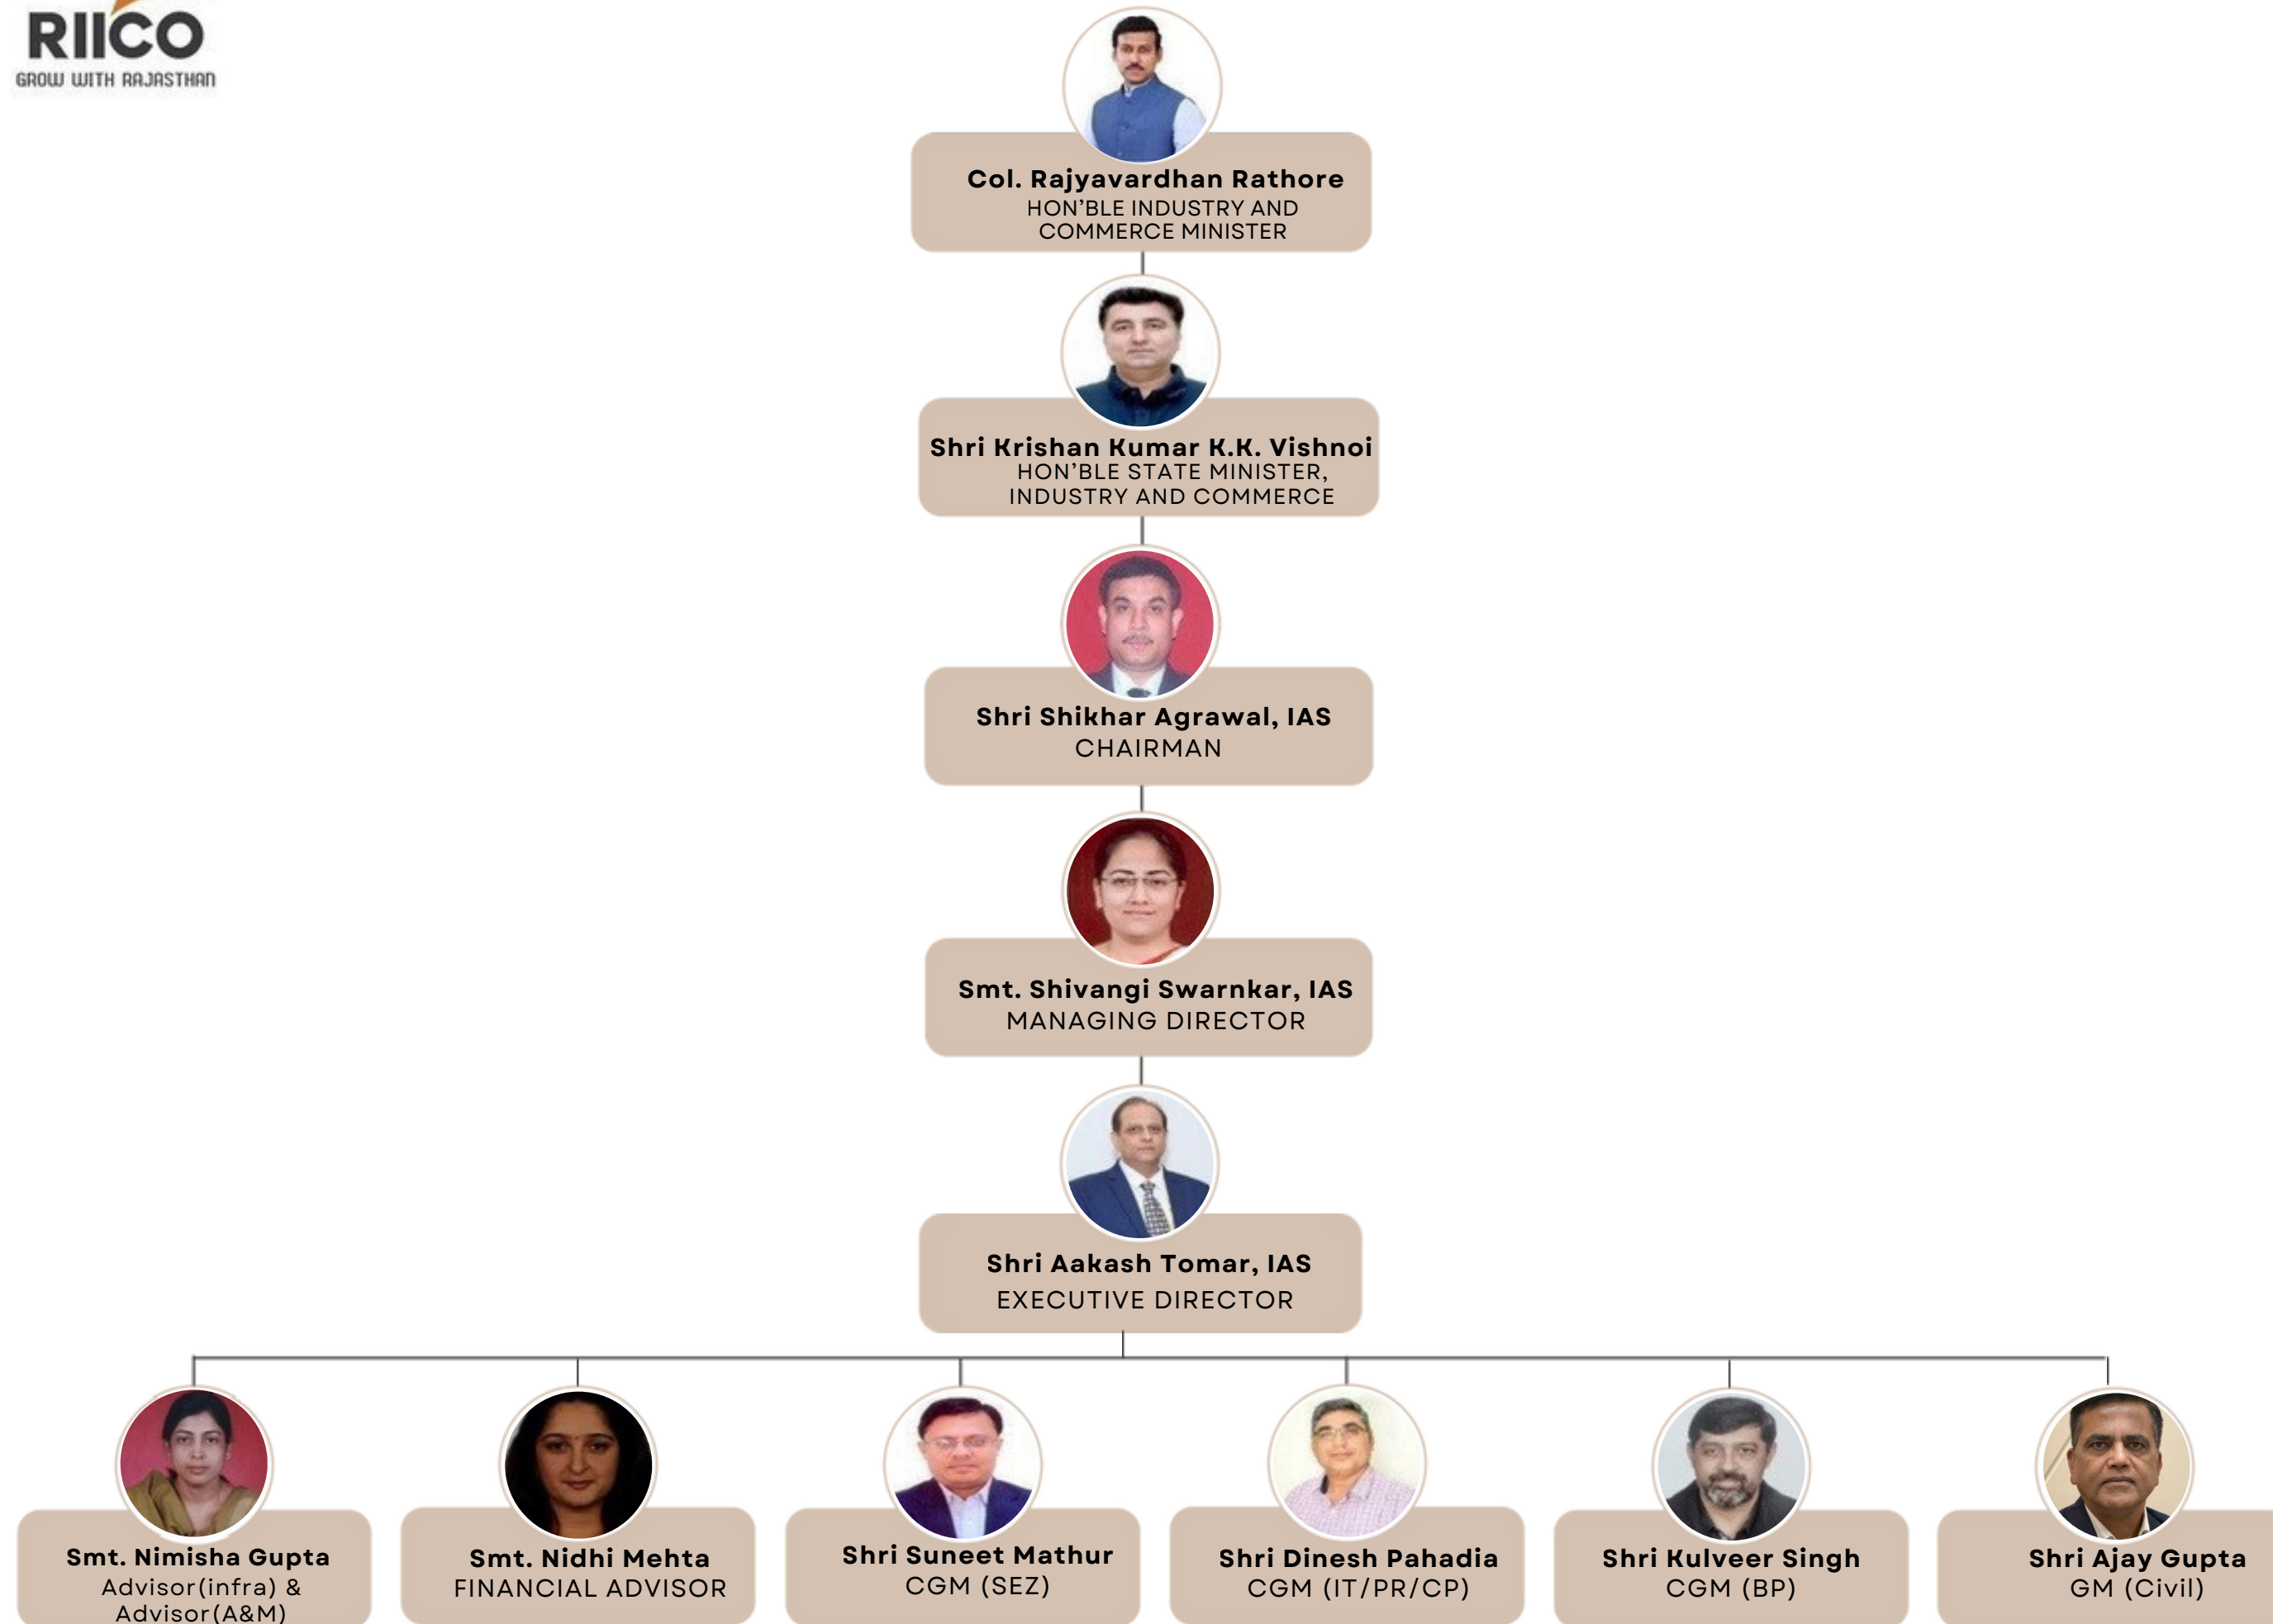 RIICO
GROW WITH RAJASTHAN
Col. Rajyavardhan Rathore
HON’BLE INDUSTRY AND
COMMERCE MINISTER
Shri Krishan Kumar K.K. Vishnoi
HON’BLE STATE MINISTER,
INDUSTRY AND COMMERCE
Shri Shikhar Agrawal, IAS
CHAIRMAN
Smt. Shivangi Swarnkar, IAS
MANAGING DIRECTOR
Shri Aakash Tomar, IAS
EXECUTIVE DIRECTOR
Smt. Nimisha Gupta
Advisor(infra) &
Advisor(A&M)
Smt. Nidhi Mehta
FINANCIAL ADVISOR
Shri Suneet Mathur
CGM (SEZ)
Shri Dinesh Pahadia
CGM (IT/PR/CP)
Shri Kulveer Singh
CGM (BP)
Shri Ajay Gupta
GM (Civil)